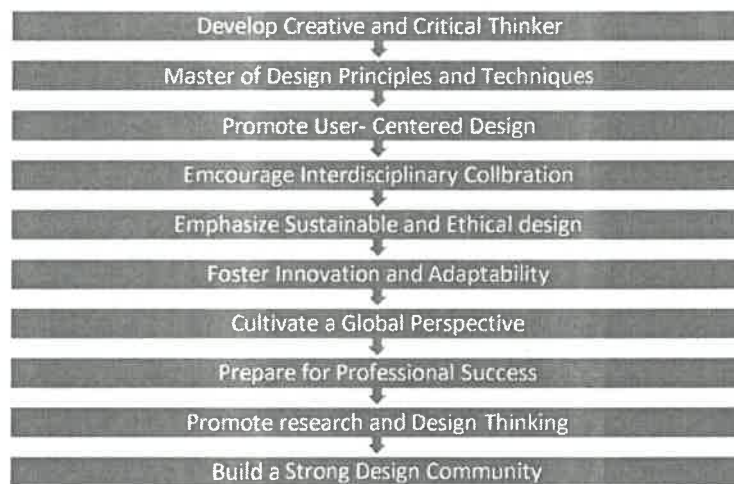 Develop Creative and Critical Thinker
Master of Design Principles and Techniques
Promote User- Centered Design
Emcourage Interdisciplinary Collbration
Emphasize Sustainable and Ethical design
Foster Innovation and Adaptability
Cultivate a Global Perspective
Prepare for Professional Success
Promote research and Design Thinking
Build a Strong Design Community